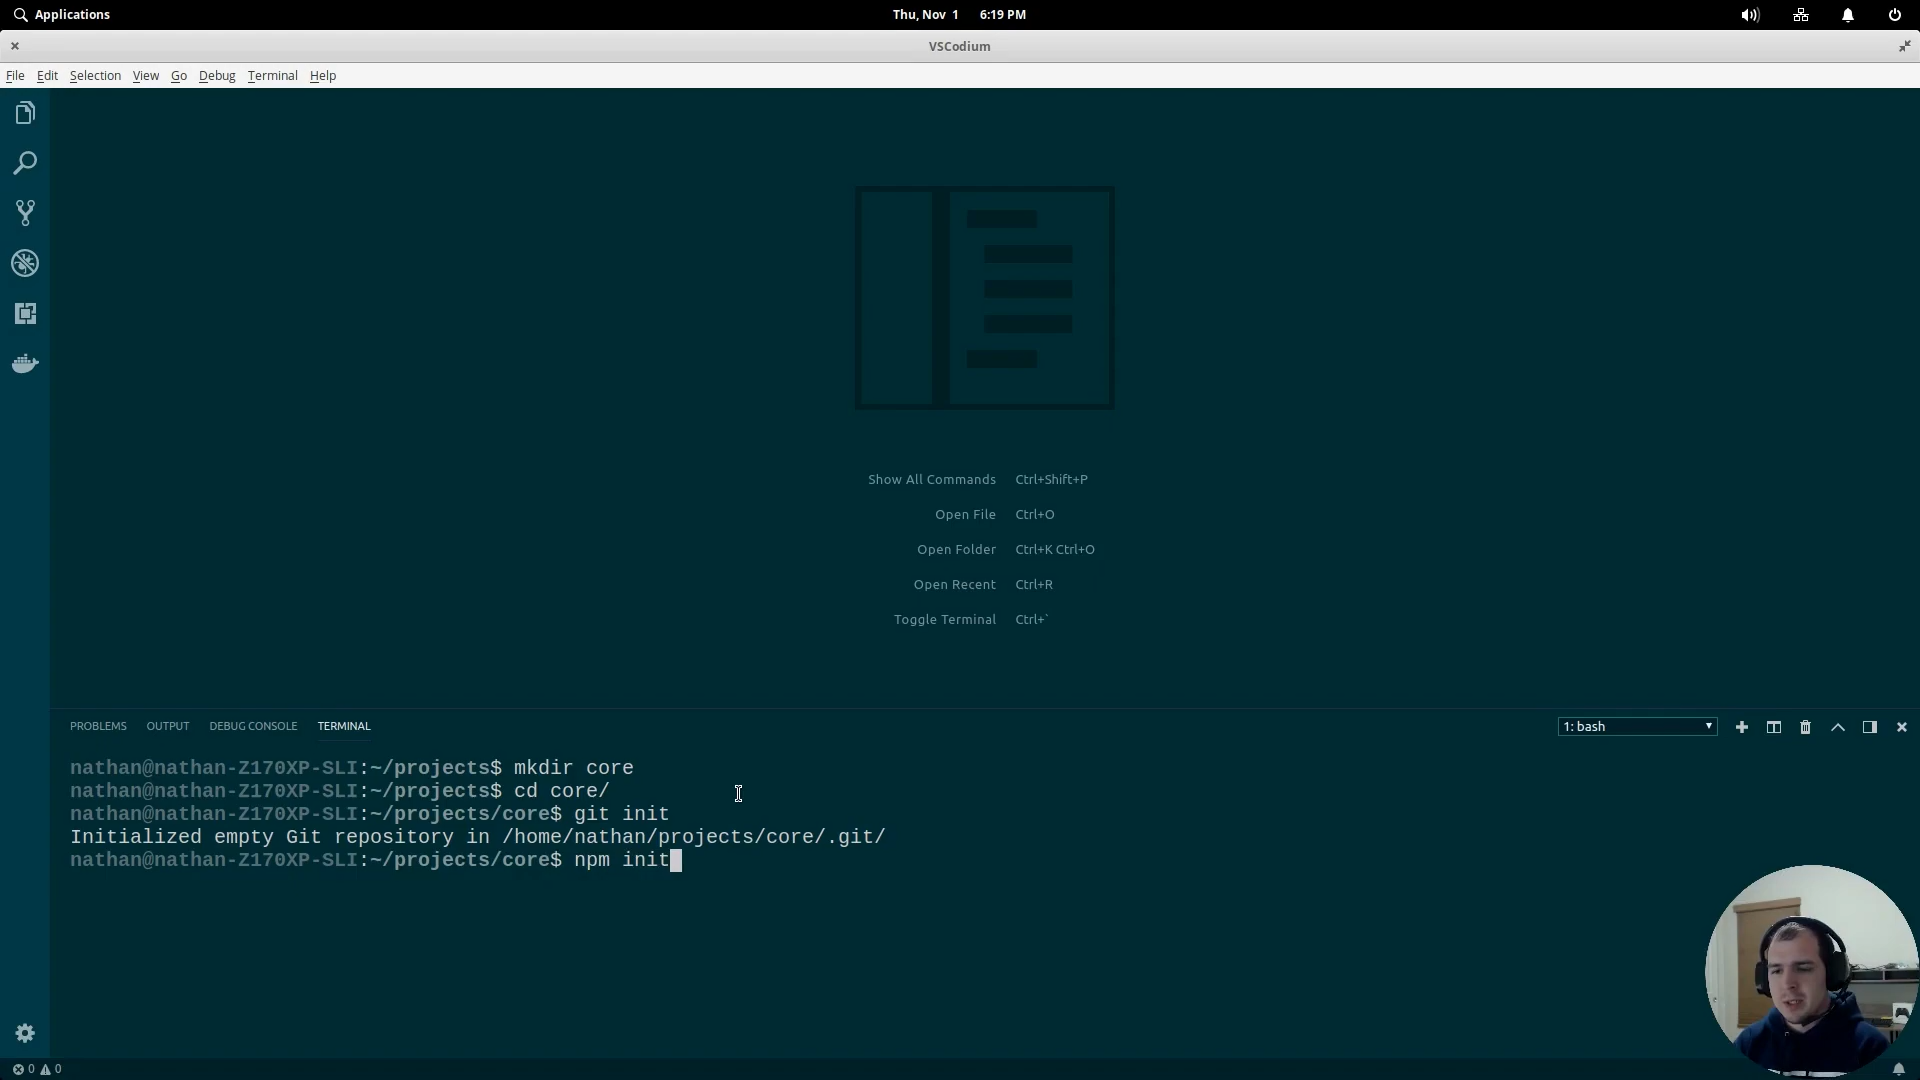 Applications
Thu, Nov 1 6:19 PM
VSCodium
File Edit Selection View Go Debug Terminal Help
Show All Commands Ctrl+Shift+P
Open File Ctrl+O
Open Folder Ctrl+K Ctrl+O
Open Recent Ctrl+R
Toggle Terminal Ctrl+`
PROBLEMS OUTPUT DEBUG CONSOLE TERMINAL 1: bash
nathan@nathan-Z170XP-SLI:~/projects$ mkdir core
nathan@nathan-Z170XP-SLI:~/projects$ cd core/
nathan@nathan-Z170XP-SLI:~/projects/core$ git init
Initialized empty Git repository in /home/nathan/projects/core/.git/
nathan@nathan-Z170XP-SLI:~/projects/core$ npm init
0 0